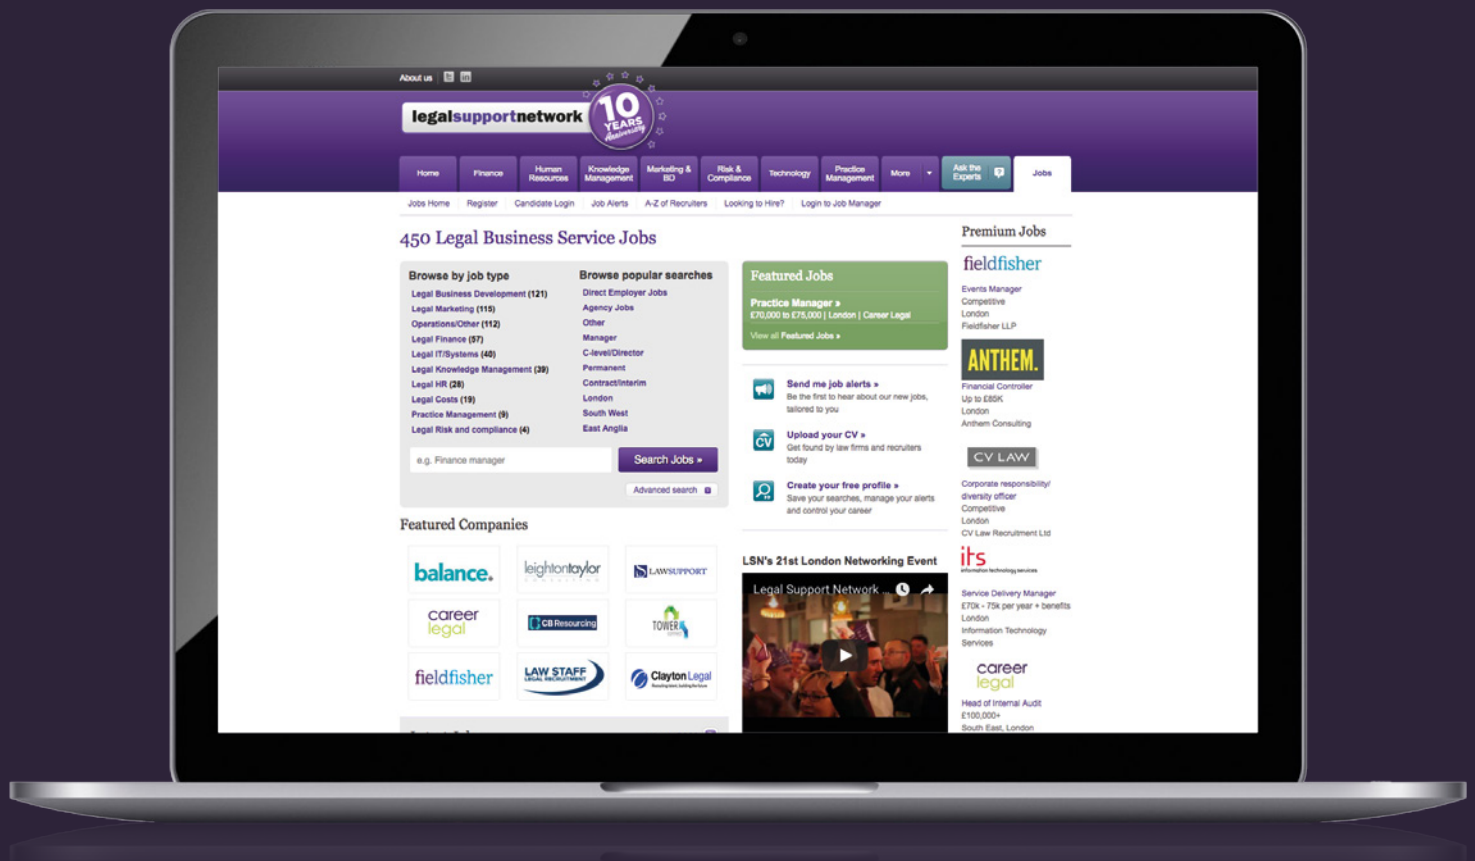 About us
legalsupportnetwork
10
YEARS
Anniversary
Home
Finance
Human
Resources
Knowledge
Management
Marketing &
BD
Risk &
Compliance
Technology
Practice
Management
More
Ask the
Experts
Jobs
Jobs Home
Register
Candidate Login
Job Alerts
A-Z of Recruiters
Looking to Hire?
Login to Job Manager
450 Legal Business Service Jobs
Browse by job type
Legal Business Development (121)
Legal Marketing (115)
Operations/Other (112)
Legal Finance (57)
Legal IT/Systems (40)
Legal Knowledge Management (39)
Legal HR (28)
Legal Costs (19)
Practice Management (9)
Legal Risk and compliance (4)
Browse popular searches
Direct Employer Jobs
Agency Jobs
Other
Manager
C-level/Director
Permanent
Contract/Interim
London
South West
East Anglia
e.g. Finance manager
Search Jobs »
Advanced search
Featured Companies
balance.
leightontaylor
CONSULTING
LAWSUPPORT
career
legal
CB Resourcing
TOWER
fieldfisher
LAW STAFF
LEGAL RECRUITMENT
Clayton Legal
Recruiting talent, building the future
Featured Jobs
Practice Manager »
£70,000 to £75,000 | London | Career Legal
View all Featured Jobs »
Send me job alerts »
Be the first to hear about our new jobs,
tailored to you
CV
Upload your CV »
Get found by law firms and recruiters
today
Create your free profile »
Save your searches, manage your alerts
and control your career
LSN's 21st London Networking Event
Legal Support Network ...
Premium Jobs
fieldfisher
Events Manager
Competitive
London
Fieldfisher LLP
ANTHEM.
Financial Controller
Up to £85K
London
Anthem Consulting
CV LAW
Corporate responsibility/
diversity officer
Competitive
London
CV Law Recruitment Ltd
its
information technology services
Service Delivery Manager
£70k - 75k per year + benefits
London
Information Technology
Services
career
legal
Head of Internal Audit
£100,000+
South East, London